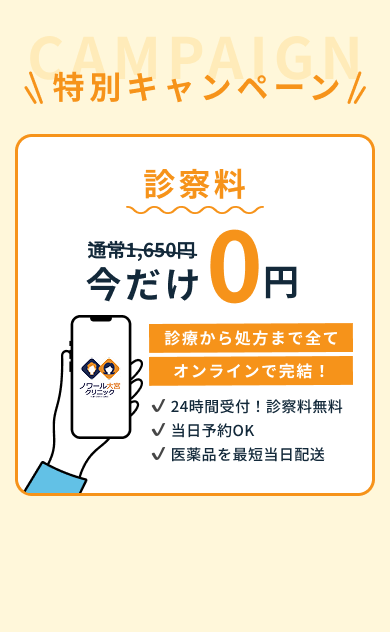 CAMPAIGN
特別キャンペーン
診察料
通常1,650円
今だけ0円
診療から処方まで全て
オンラインで完結!
24時間受付!診察料無料
当日予約OK
医薬品を最短当日配送
ノワール大宮
クリニック